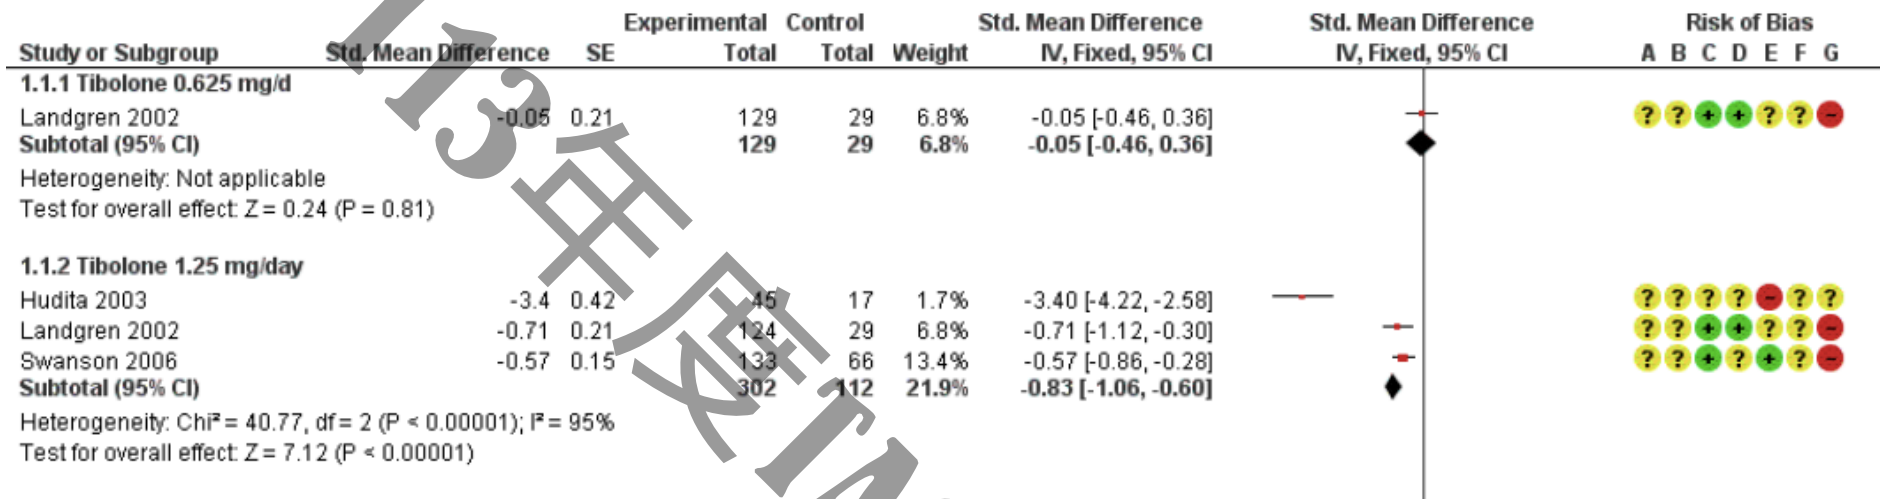 Experimental Control Std. Mean Difference Std. Mean Difference Risk of Bias
Study or Subgroup Std. Mean Difference SE Total Total Weight IV, Fixed, 95% CI IV, Fixed, 95% CI A B C D E F G
1.1.1 Tibolone 0.625 mg/d
Landgren 2002 -0.05 0.21 129 29 6.8% -0.05 [-0.46, 0.36] ? ? + + ? ? −
Subtotal (95% CI) 129 29 6.8% -0.05 [-0.46, 0.36]
Heterogeneity: Not applicable
Test for overall effect: Z = 0.24 (P = 0.81)
1.1.2 Tibolone 1.25 mg/day
Hudita 2003 -3.4 0.42 45 17 1.7% -3.40 [-4.22, -2.58] ? ? ? ? − ? ?
Landgren 2002 -0.71 0.21 124 29 6.8% -0.71 [-1.12, -0.30] ? ? + + ? ? −
Swanson 2006 -0.57 0.15 133 66 13.4% -0.57 [-0.86, -0.28] ? ? + ? + ? −
Subtotal (95% CI) 302 112 21.9% -0.83 [-1.06, -0.60]
Heterogeneity: Chi² = 40.77, df = 2 (P < 0.00001); I² = 95%
Test for overall effect: Z = 7.12 (P < 0.00001)
113年度